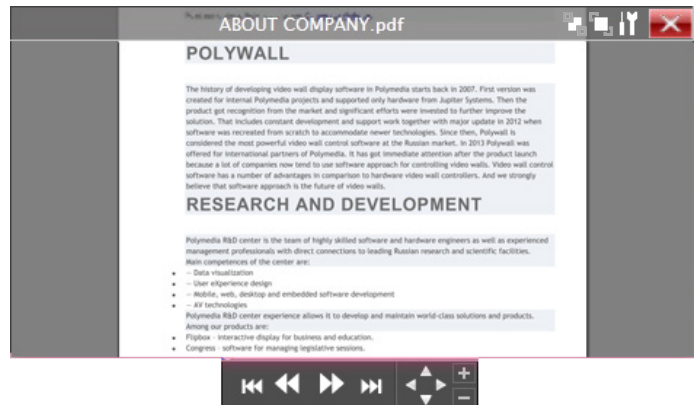 ABOUT COMPANY.pdf
POLYWALL
The history of developing video wall display software in Polymedia starts back in 2007. First version was
created for internal Polymedia projects and supported only hardware from Jupiter Systems. Then the
product got recognition from the market and significant efforts were invested to further improve the
solution. That includes constant development and support work together with major update in 2012 when
software was recreated from scratch to accommodate newer technologies. Since then, Polywall is
considered the most powerful video wall control software at the Russian market. In 2013 Polywall was
offered for international partners of Polymedia. It has got immediate attention after the product launch
because a lot of companies now tend to use software approach for controlling video walls. Video wall control
software has a number of advantages in comparison to hardware video wall controllers. And we strongly
believe that software approach is the future of video walls.
RESEARCH AND DEVELOPMENT
Polymedia R&D center is the team of highly skilled software and hardware engineers as well as experienced
management professionals with direct connections to leading Russian research and scientific facilities.
Main competences of the center are:
• — Data visualization
• — User eXperience design
• — Mobile, web, desktop and embedded software development
• — AV technologies
Polymedia R&D center experience allows it to develop and maintain world-class solutions and products.
Among our products are:
• Flipbox - interactive display for business and education.
• Congress - software for managing legislative sessions.